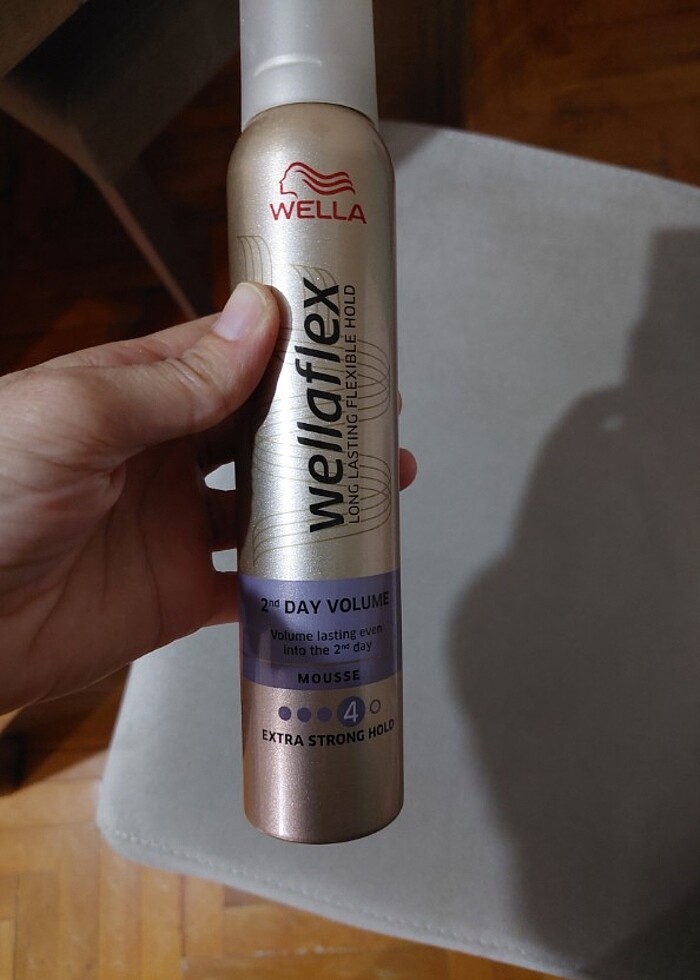 WELLA
wellaflex
LONG LASTING FLEXIBLE HOLD
2nd DAY VOLUME
Volume lasting even
into the 2nd day
MOUSSE
4
EXTRA STRONG HOLD